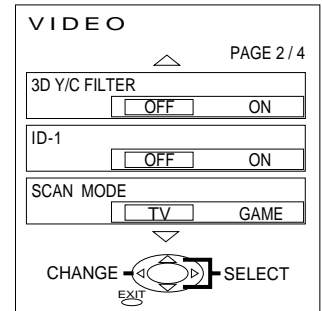 VIDEO
PAGE 2 / 4
3D Y/C FILTER
OFF ON
ID-1
OFF ON
SCAN MODE
TV GAME
CHANGE SELECT
EXIT